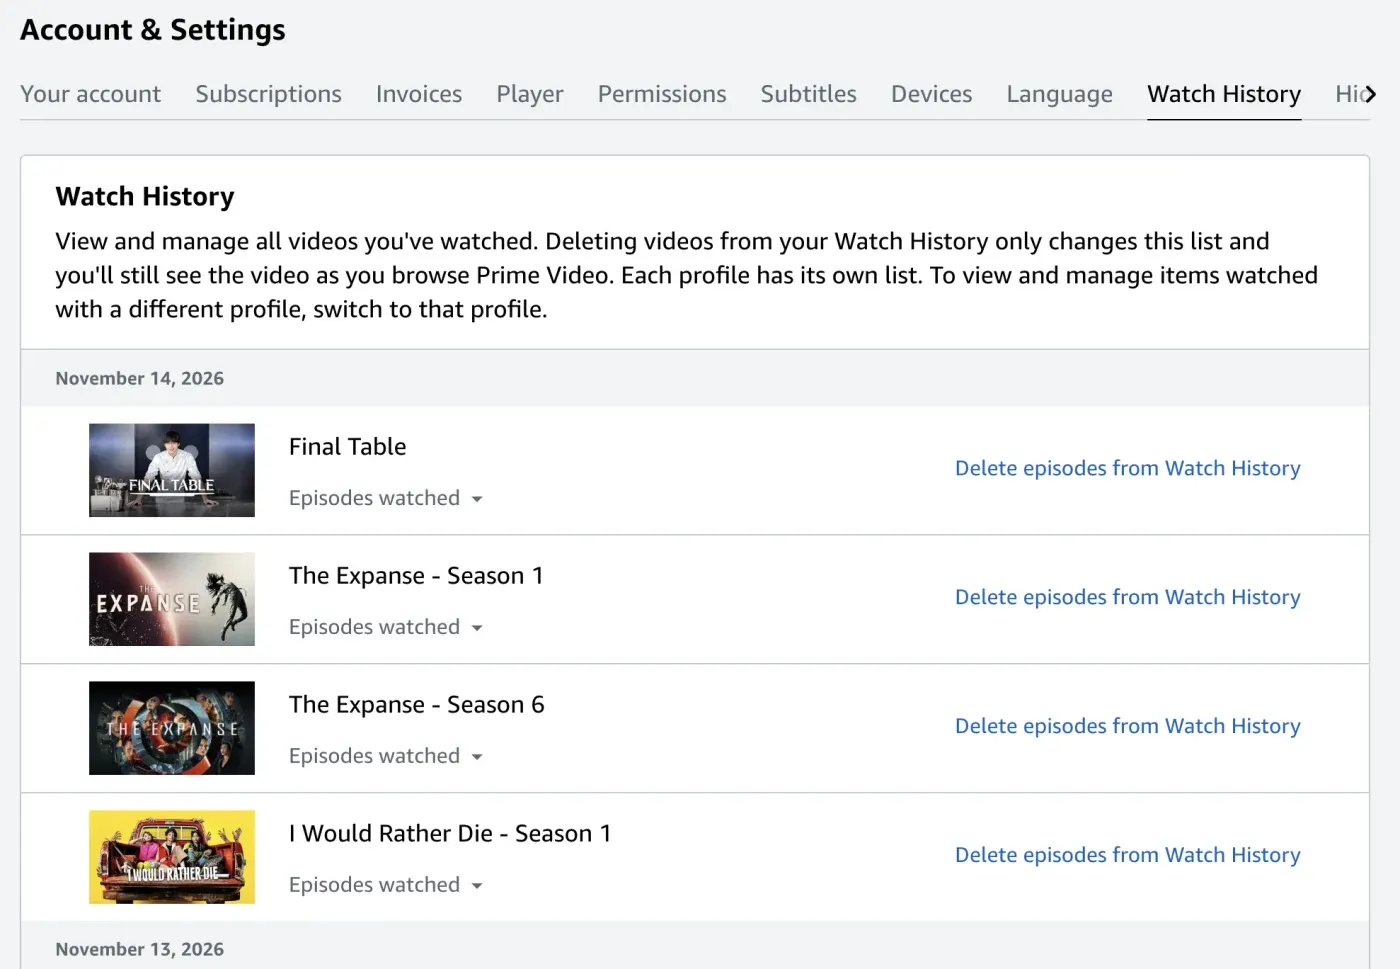 Account & Settings
Your account Subscriptions Invoices Player Permissions Subtitles Devices Language Watch History Hid
Watch History
View and manage all videos you've watched. Deleting videos from your Watch History only changes this list and
you'll still see the video as you browse Prime Video. Each profile has its own list. To view and manage items watched
with a different profile, switch to that profile.
November 14, 2026
FINAL TABLE
Final Table
Episodes watched
Delete episodes from Watch History
THE
EXPANSE
The Expanse - Season 1
Episodes watched
Delete episodes from Watch History
THE EXPANSE
The Expanse - Season 6
Episodes watched
Delete episodes from Watch History
I WOULD RATHER DIE
I Would Rather Die - Season 1
Episodes watched
Delete episodes from Watch History
November 13, 2026